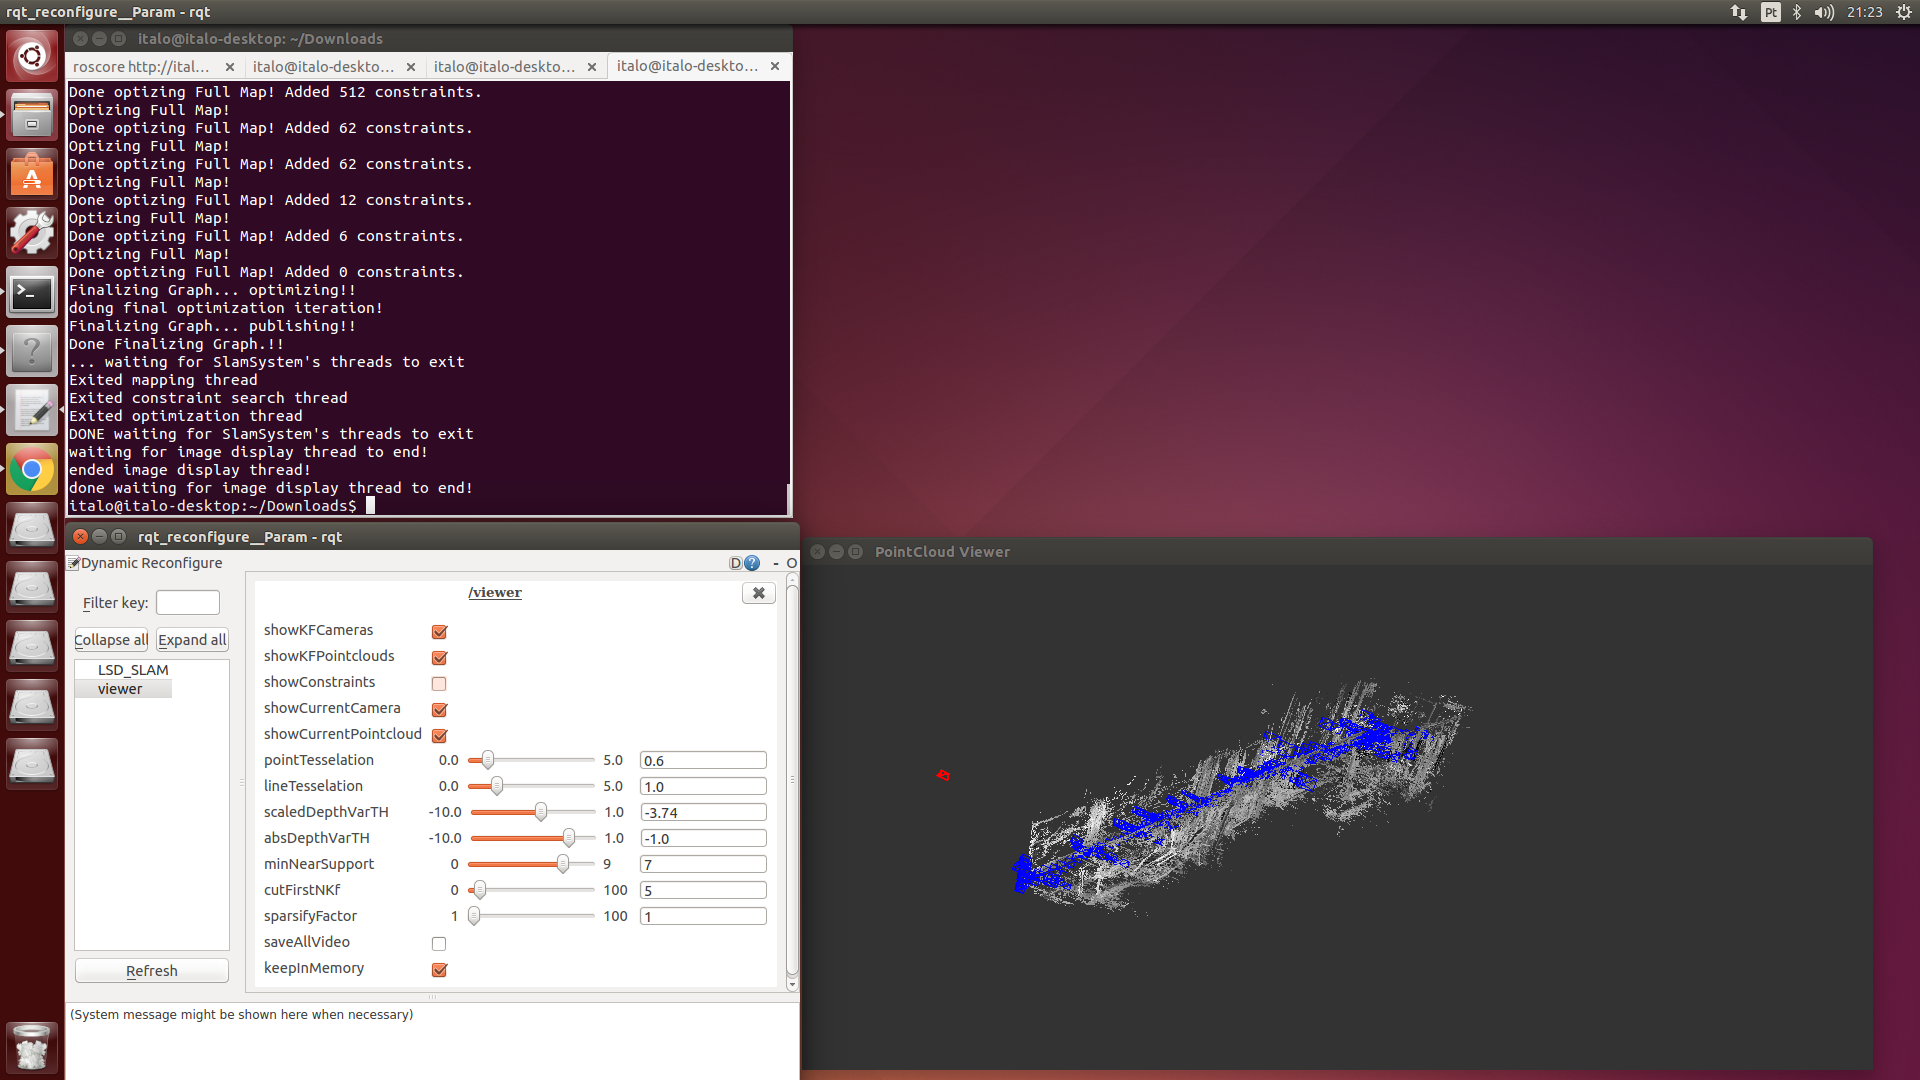 rqt_reconfigure__Param - rqt
Pt
21:23
italo@italo-desktop: ~/Downloads
roscore http://ital...
italo@italo-deskto...
italo@italo-deskto...
italo@italo-deskto...
Done optizing Full Map! Added 512 constraints.
Optizing Full Map!
Done optizing Full Map! Added 62 constraints.
Optizing Full Map!
Done optizing Full Map! Added 62 constraints.
Optizing Full Map!
Done optizing Full Map! Added 12 constraints.
Optizing Full Map!
Done optizing Full Map! Added 6 constraints.
Optizing Full Map!
Done optizing Full Map! Added 0 constraints.
Finalizing Graph... optimizing!!
doing final optimization iteration!
Finalizing Graph... publishing!!
Done Finalizing Graph.!!
... waiting for SlamSystem's threads to exit
Exited mapping thread
Exited constraint search thread
Exited optimization thread
DONE waiting for SlamSystem's threads to exit
waiting for image display thread to end!
ended image display thread!
done waiting for image display thread to end!
italo@italo-desktop:~/Downloads$
rqt_reconfigure__Param - rqt
Dynamic Reconfigure
D ? - O
Filter key:
Collapse all Expand all
LSD_SLAM
viewer
Refresh
/viewer
showKFCameras
showKFPointclouds
showConstraints
showCurrentCamera
showCurrentPointcloud
pointTesselation 0.0 5.0 0.6
lineTesselation 0.0 5.0 1.0
scaledDepthVarTH -10.0 1.0 -3.74
absDepthVarTH -10.0 1.0 -1.0
minNearSupport 0 9 7
cutFirstNKf 0 100 5
sparsifyFactor 1 100 1
saveAllVideo
keepInMemory
(System message might be shown here when necessary)
PointCloud Viewer